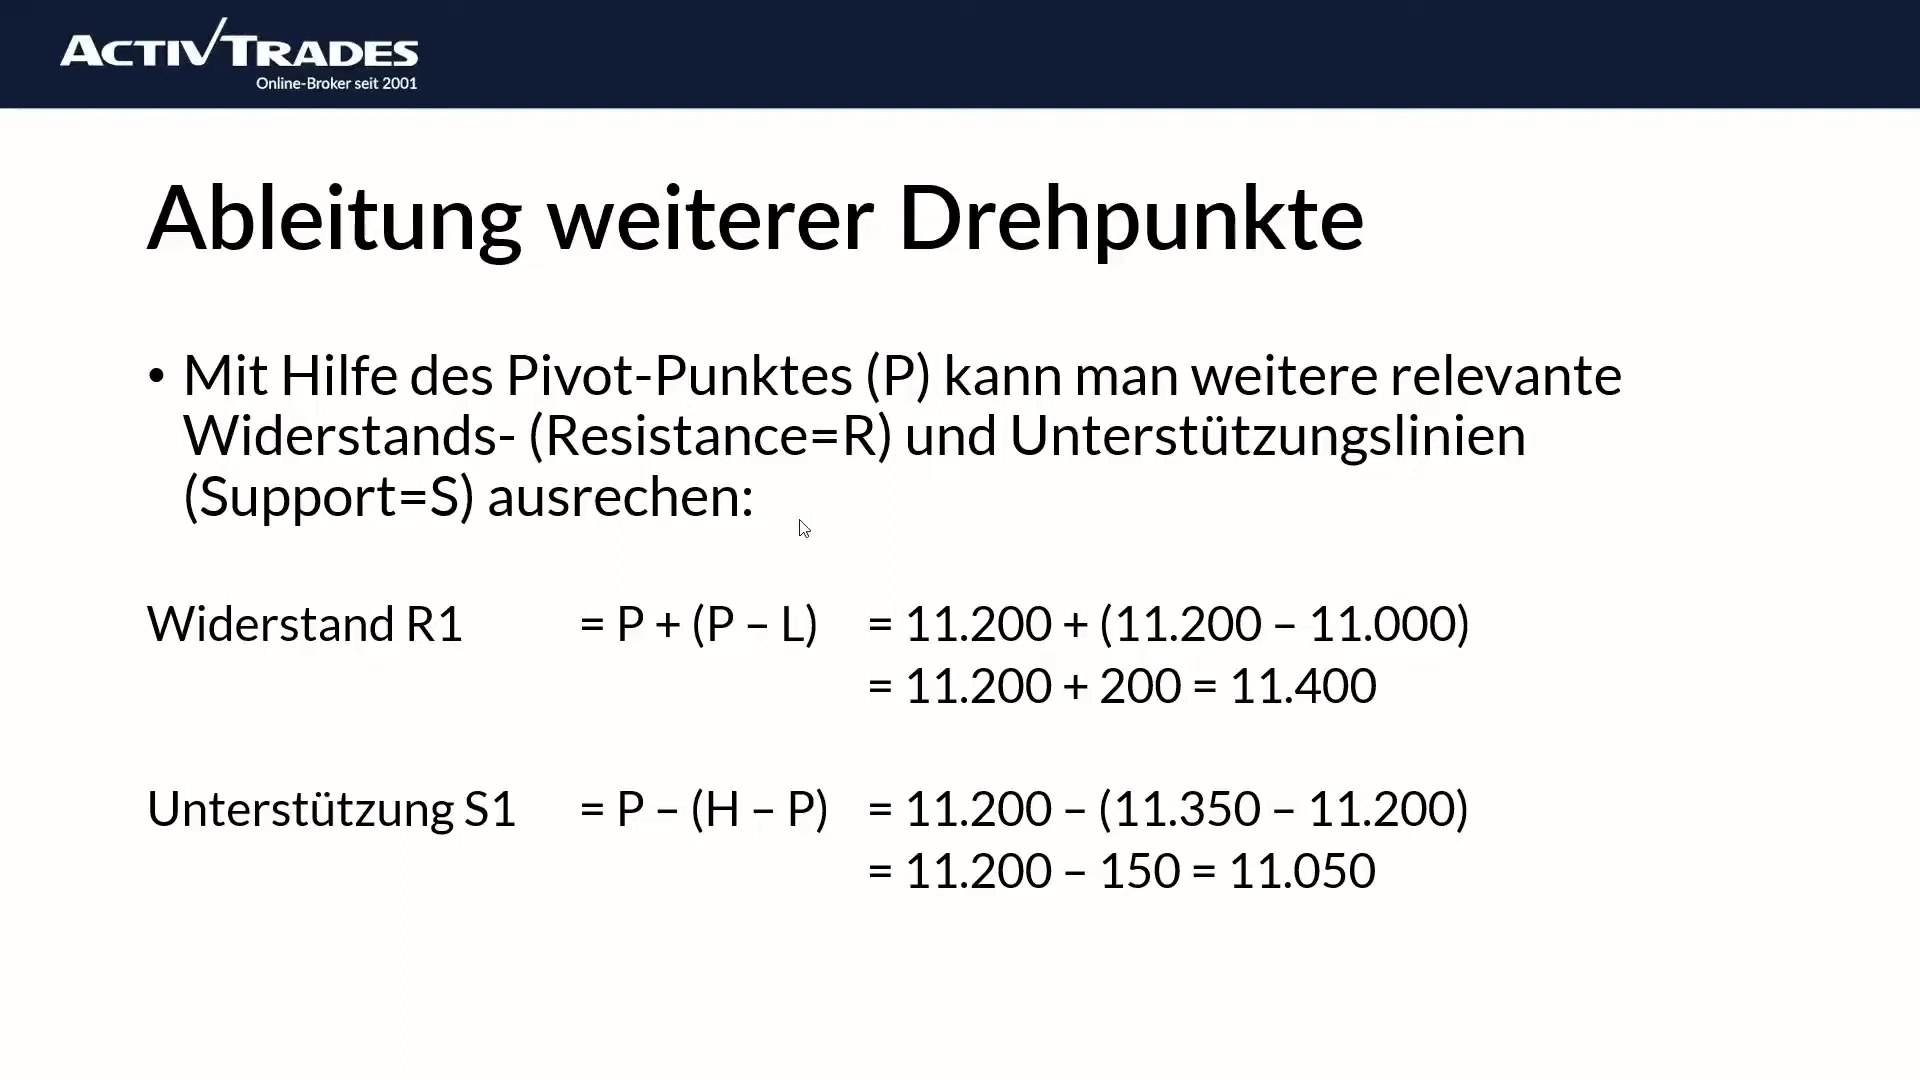 ACTIVTRADES
Online-Broker seit 2001
Ableitung weiterer Drehpunkte
• Mit Hilfe des Pivot-Punktes (P) kann man weitere relevante
Widerstands- (Resistance=R) und Unterstützungslinien
(Support=S) ausrechen:
Widerstand R1 = P + (P – L) = 11.200 + (11.200 – 11.000)
= 11.200 + 200 = 11.400
Unterstützung S1 = P – (H – P) = 11.200 – (11.350 – 11.200)
= 11.200 – 150 = 11.050